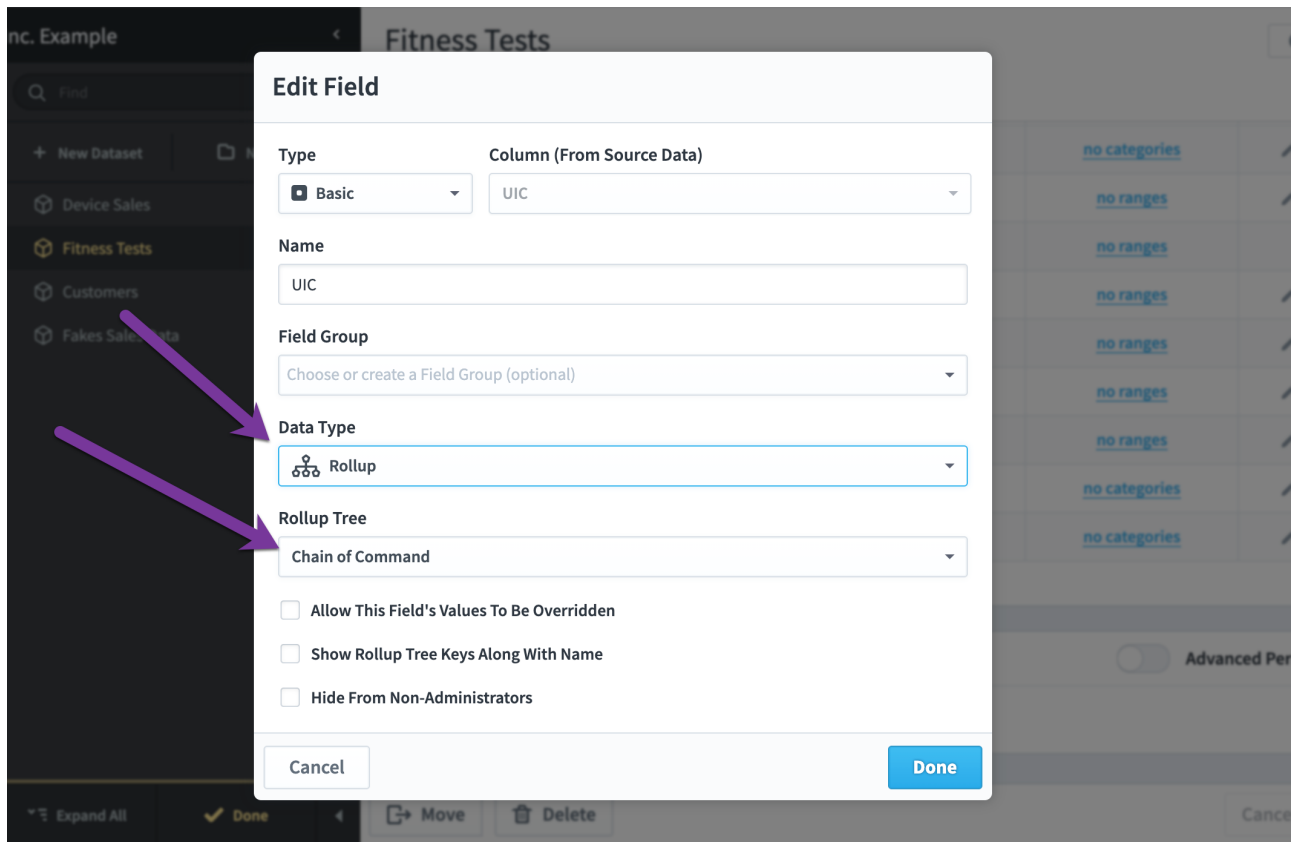 nc. Example
Fitness Tests
Find
New Dataset
Device Sales
Fitness Tests
Customers
Fakes Sales Data
Edit Field
Type
Column (From Source Data)
Basic
UIC
Name
UIC
Field Group
Choose or create a Field Group (optional)
Data Type
Rollup
Rollup Tree
Chain of Command
Allow This Field's Values To Be Overridden
Show Rollup Tree Keys Along With Name
Hide From Non-Administrators
Cancel
Done
no categories
no ranges
no ranges
no ranges
no ranges
no ranges
no ranges
no categories
no categories
Advanced Per
Expand All
Done
Move
Delete
Cance